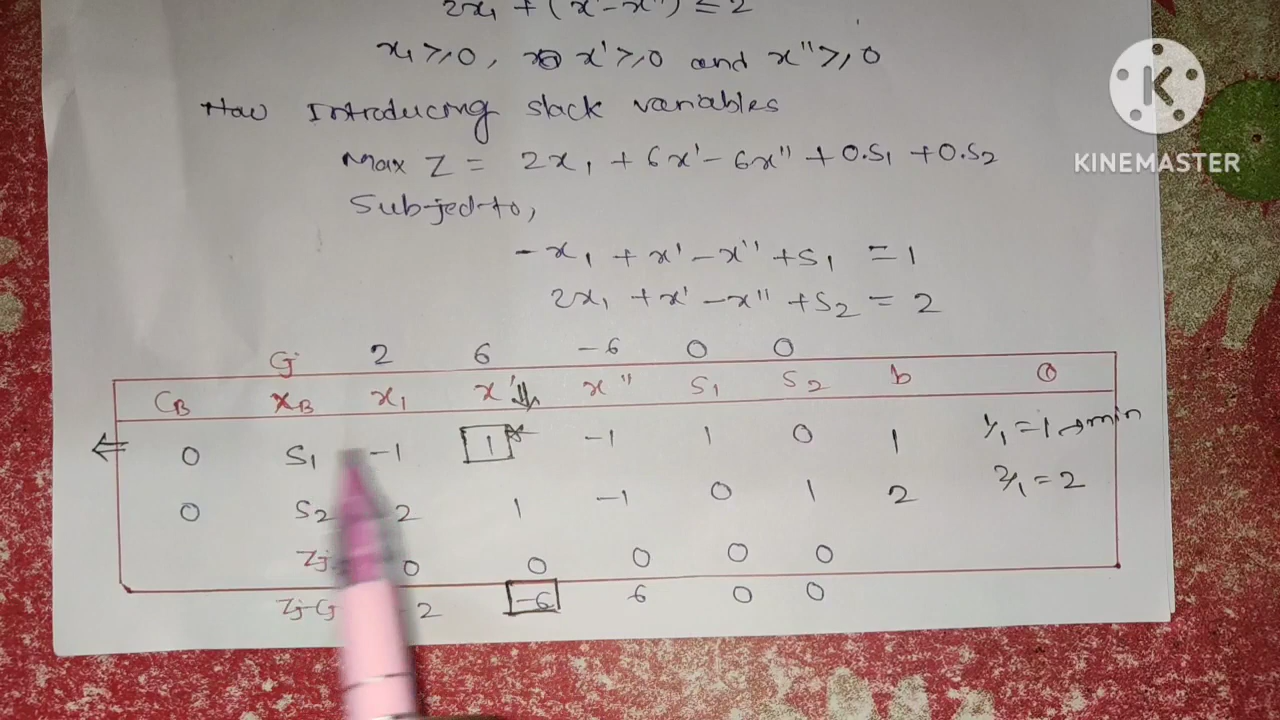 2x₁ + (x'-x'') ≤ 2
x₁ ≥ 0, x' ≥ 0 and x'' ≥ 0
Introducing slack variables
Max Z = 2x₁ + 6x' - 6x'' + 0.S₁ + 0.S₂
KINEMASTER
Subject to,
-x₁ + x' - x'' + S₁ = 1
2x₁ + x' - x'' + S₂ = 2
Cj 2 6 -6 0 0
CB XB x₁ x' x'' S₁ S₂ b θ
0 S₁ -1 1 -1 1 0 1 1/1 = 1 → min
0 S₂ 2 1 -1 0 1 2 2/1 = 2
Zj 0 0 0 0 0
Zj-Cj 2 -6 6 0 0